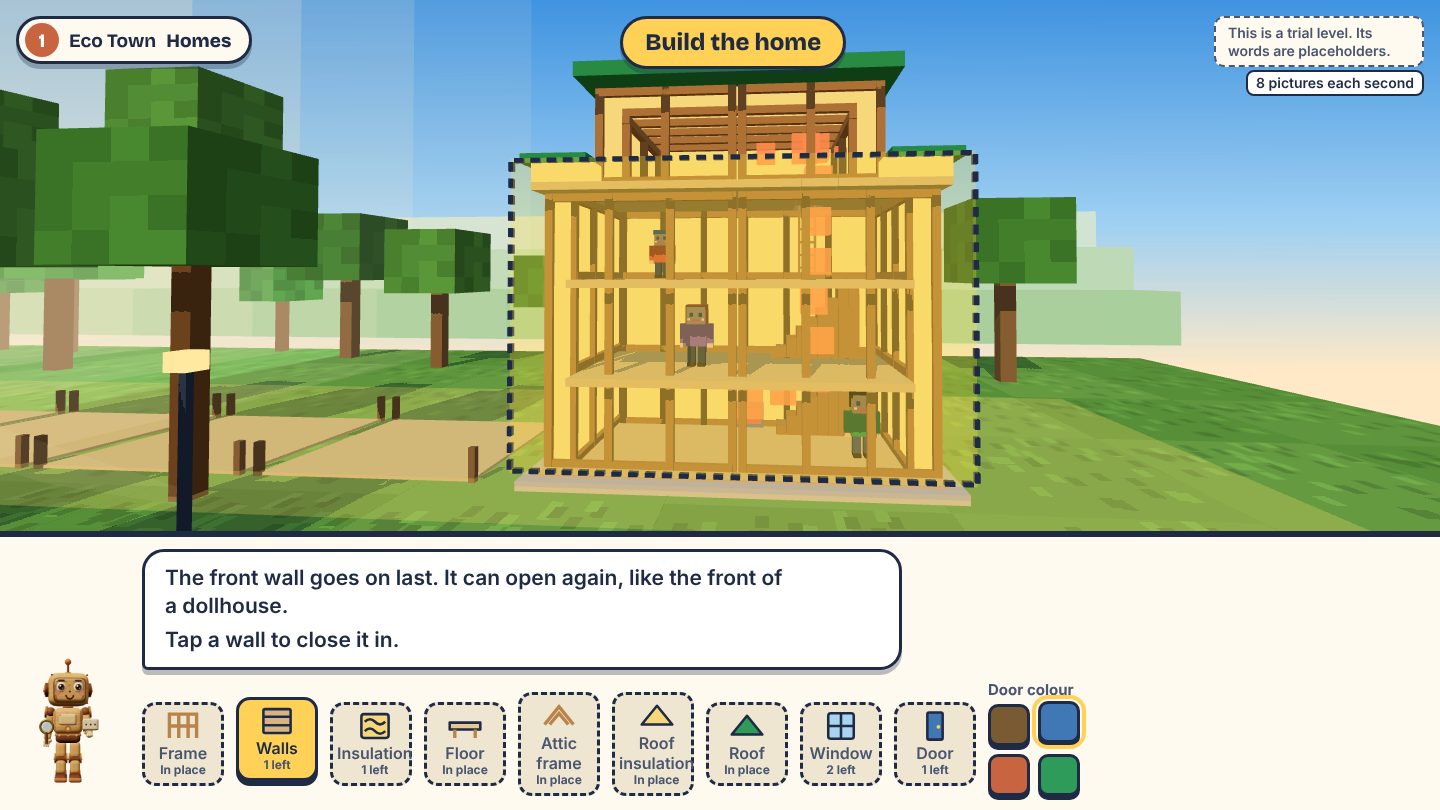 1 Eco Town Homes
Build the home
This is a trial level. Its
words are placeholders.
8 pictures each second
The front wall goes on last. It can open again, like the front of
a dollhouse.
Tap a wall to close it in.
Door colour
Frame
In place
Walls
1 left
Insulation
1 left
Floor
In place
Attic
frame
In place
Roof
insulation
In place
Roof
In place
Window
2 left
Door
1 left